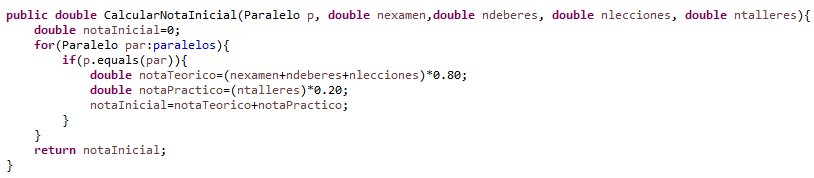 public double CalcularNotaInicial(Paralelo p, double nexamen,double ndeberes, double nlecciones, double ntalleres){
    double notaInicial=0;
    for(Paralelo par:paralelos){
        if(p.equals(par)){
            double notaTeorico=(nexamen+ndeberes+nlecciones)*0.80;
            double notaPractico=(ntalleres)*0.20;
            notaInicial=notaTeorico+notaPractico;
        }
    }
    return notaInicial;
}